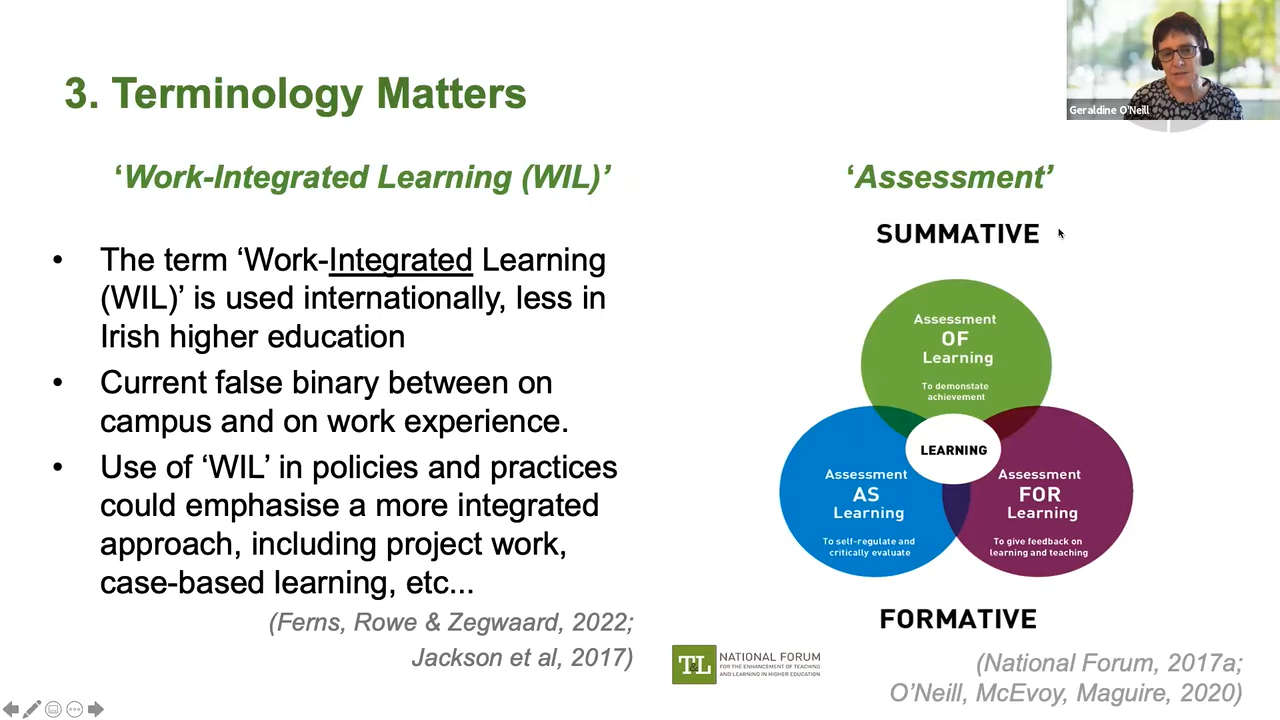 3. Terminology Matters
Geraldine O'Neill
‘Work-Integrated Learning (WIL)’
• The term ‘Work-Integrated Learning
(WIL)’ is used internationally, less in
Irish higher education
• Current false binary between on
campus and on work experience.
• Use of ‘WIL’ in policies and practices
could emphasise a more integrated
approach, including project work,
case-based learning, etc...
(Ferns, Rowe & Zegwaard, 2022;
Jackson et al, 2017)
‘Assessment’
SUMMATIVE
Assessment
OF
Learning
To demonstate
achievement
LEARNING
Assessment
AS
Learning
To self-regulate and
critically evaluate
Assessment
FOR
Learning
To give feedback on
learning and teaching
FORMATIVE
T&L
NATIONAL FORUM
FOR THE ENHANCEMENT OF TEACHING
AND LEARNING IN HIGHER EDUCATION
(National Forum, 2017a;
O’Neill, McEvoy, Maguire, 2020)